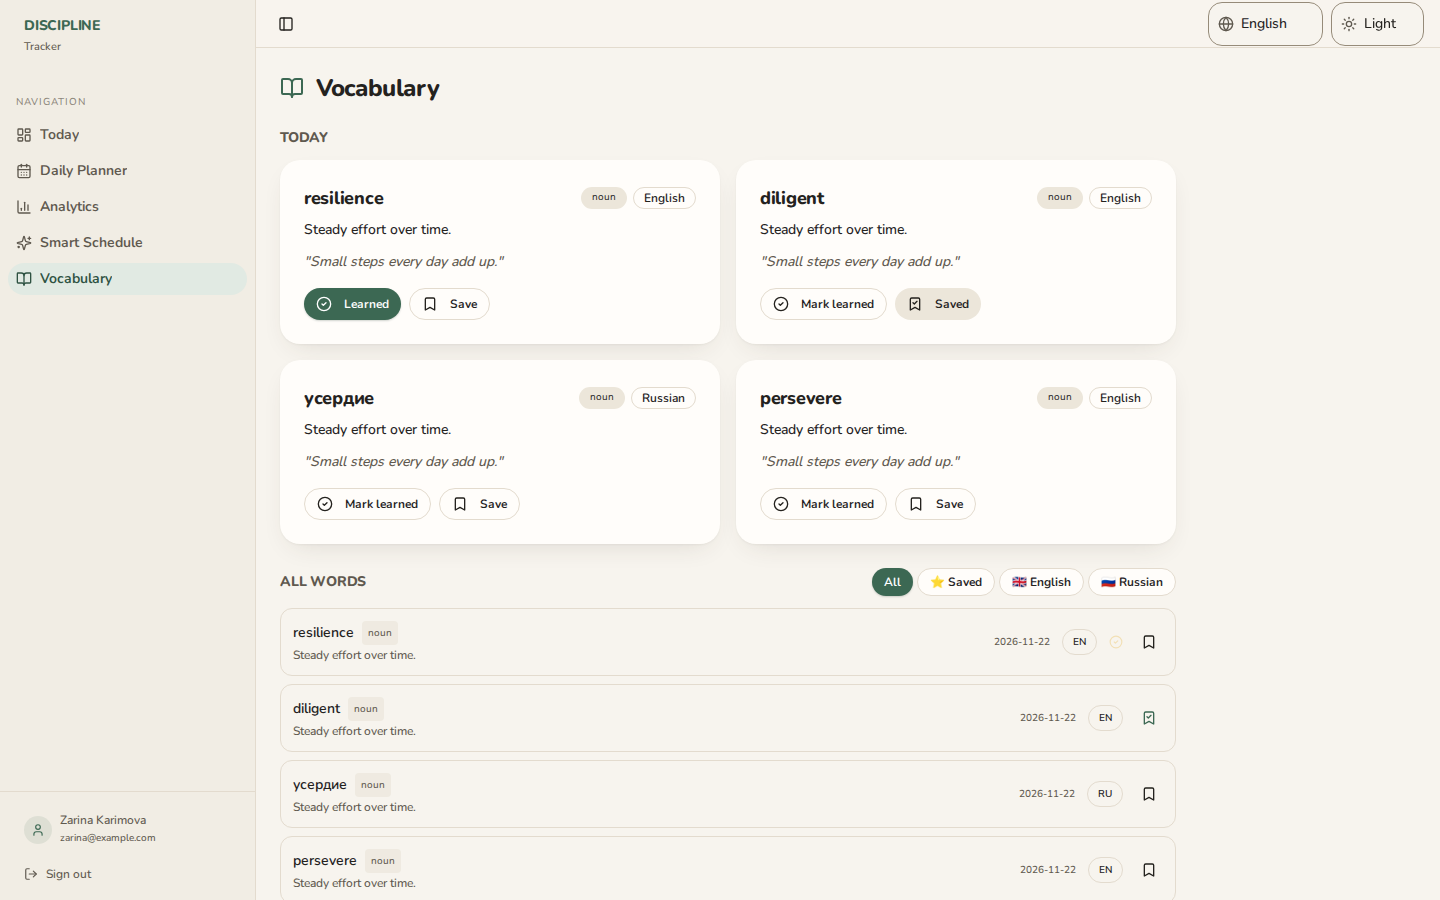 DISCIPLINE
Tracker
NAVIGATION
Today
Daily Planner
Analytics
Smart Schedule
Vocabulary
Zarina Karimova
zarina@example.com
Sign out
English
Light
Vocabulary
TODAY
resilience
noun
English
Steady effort over time.
"Small steps every day add up."
Learned
Save
diligent
noun
English
Steady effort over time.
"Small steps every day add up."
Mark learned
Saved
усердие
noun
Russian
Steady effort over time.
"Small steps every day add up."
Mark learned
Save
persevere
noun
English
Steady effort over time.
"Small steps every day add up."
Mark learned
Save
ALL WORDS
All
⭐ Saved
🇬🇧 English
🇷🇺 Russian
resilience noun
Steady effort over time.
2026-11-22 EN
diligent noun
Steady effort over time.
2026-11-22 EN
усердие noun
Steady effort over time.
2026-11-22 RU
persevere noun
Steady effort over time.
2026-11-22 EN